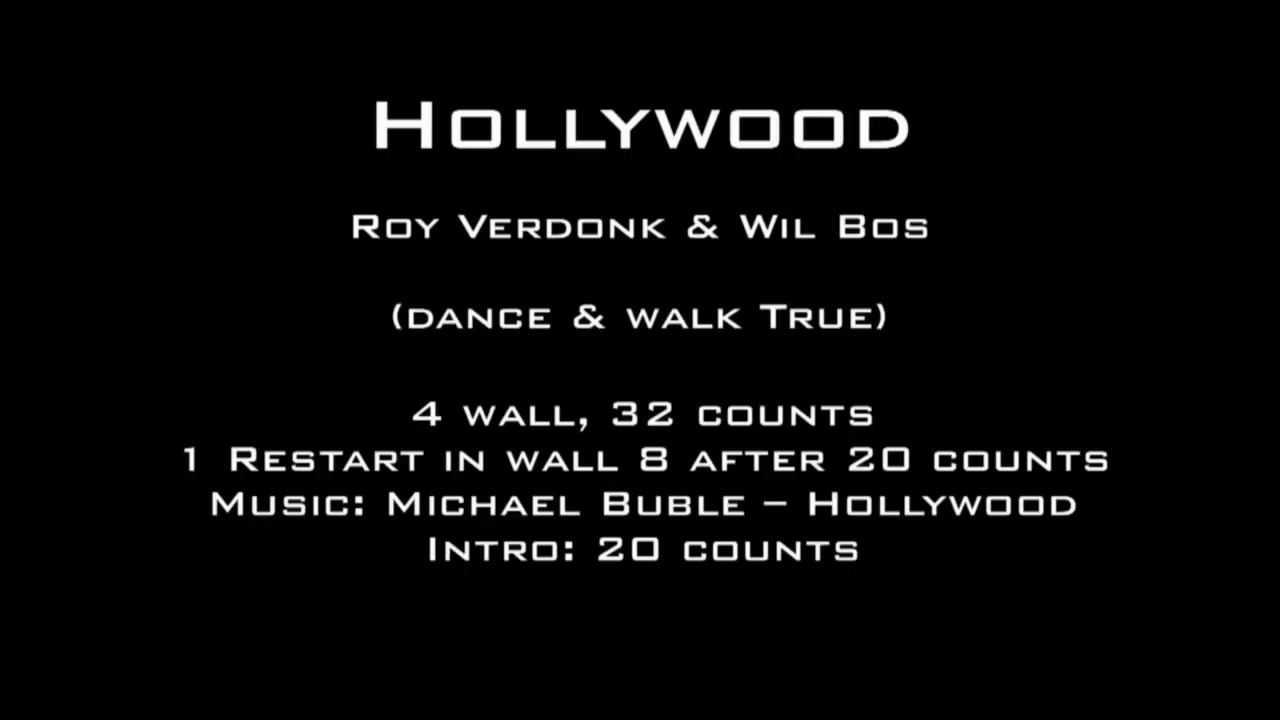 Hollywood
Roy Verdonk & Wil Bos
(dance & walk True)
4 wall, 32 counts
1 Restart in wall 8 after 20 counts
Music: Michael Buble – Hollywood
Intro: 20 counts